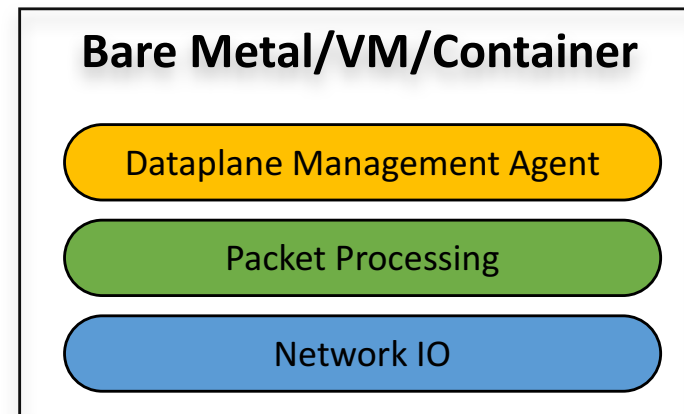 Bare Metal/VM/Container
Dataplane Management Agent
Packet Processing
Network IO